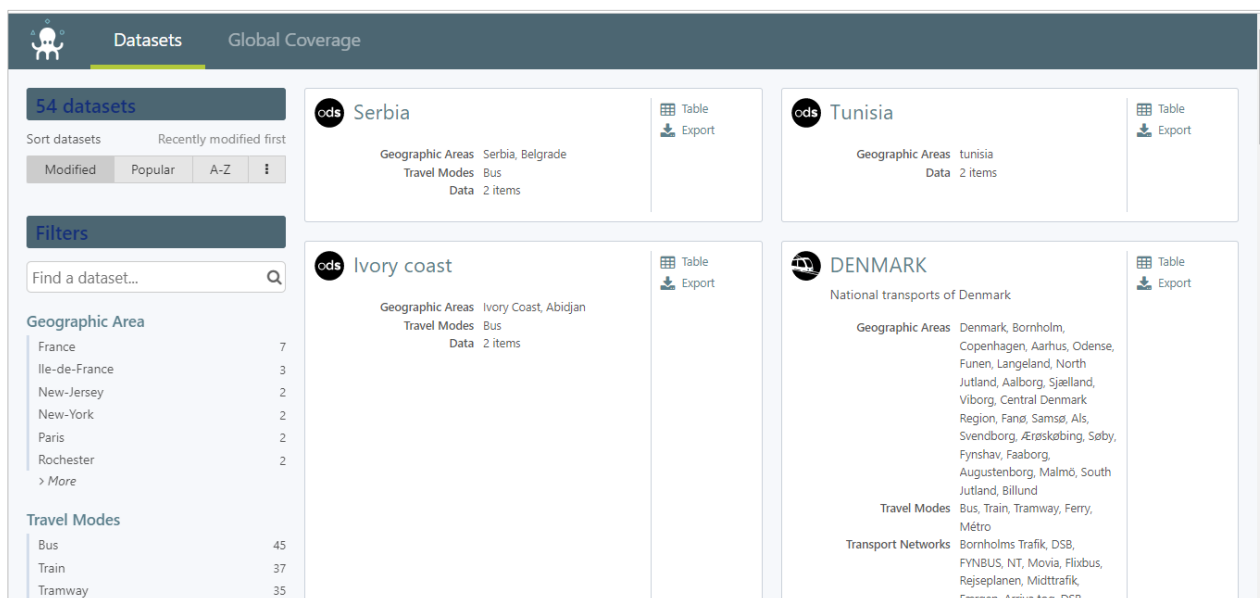 Datasets Global Coverage
54 datasets
Sort datasets Recently modified first
Modified Popular A-Z
Filters
Find a dataset...
Geographic Area
France 7
Ile-de-France 3
New-Jersey 2
New-York 2
Paris 2
Rochester 2
> More
Travel Modes
Bus 45
Train 37
Tramway 35
ods Serbia
Geographic Areas Serbia, Belgrade
Travel Modes Bus
Data 2 items
Table
Export
ods Tunisia
Geographic Areas tunisia
Data 2 items
Table
Export
ods Ivory coast
Geographic Areas Ivory Coast, Abidjan
Travel Modes Bus
Data 2 items
Table
Export
DENMARK
National transports of Denmark
Geographic Areas Denmark, Bornholm,
Copenhagen, Aarhus, Odense,
Funen, Langeland, North
Jutland, Aalborg, Sjælland,
Viborg, Central Denmark
Region, Fanø, Samsø, Als,
Svendborg, Ærøskøbing, Søby,
Fynshav, Faaborg,
Augustenborg, Malmö, South
Jutland, Billund
Travel Modes Bus, Train, Tramway, Ferry,
Métro
Transport Networks Bornholms Trafik, DSB,
FYNBUS, NT, Movia, Flixbus,
Rejseplanen, Midttrafik,
Table
Export